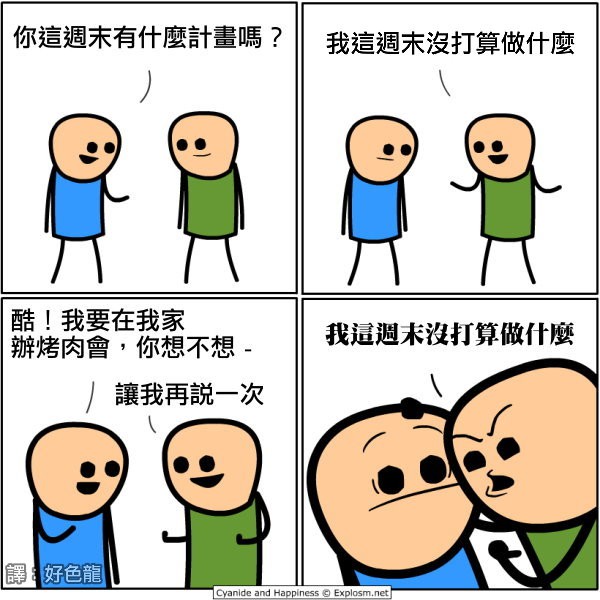 你這週末有什麼計畫嗎？
我這週末沒打算做什麼
酷！我要在我家
辦烤肉會，你想不想 -
讓我再説一次
我這週末沒打算做什麼
譯：好色龍
Cyanide and Happiness © Explosm.net